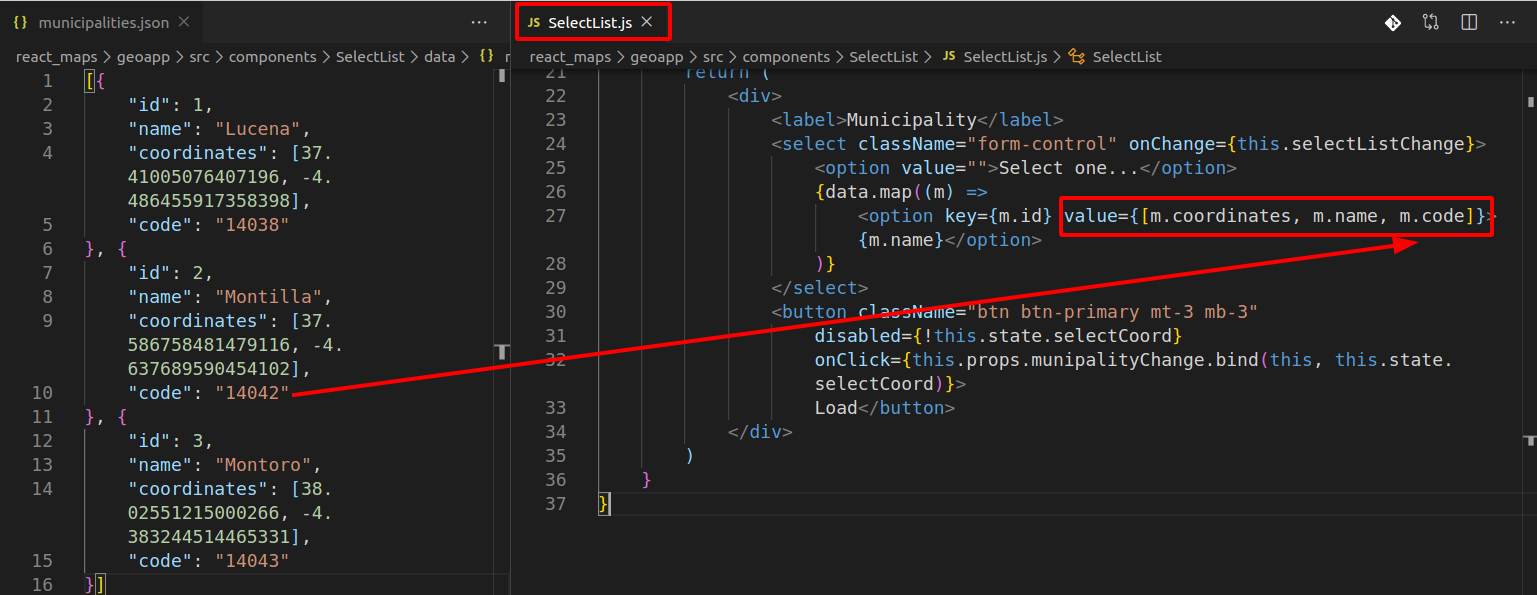 {} municipalities.json ×
react_maps > geoapp > src > components > SelectList > data > {}
1 [{
2 "id": 1,
3 "name": "Lucena",
4 "coordinates": [37.
41005076407196, -4.
486455917358398],
5 "code": "14038"
6 }, {
7 "id": 2,
8 "name": "Montilla",
9 "coordinates": [37.
586758481479116, -4.
637689590454102],
10 "code": "14042"
11 }, {
12 "id": 3,
13 "name": "Montoro",
14 "coordinates": [38.
02551215000266, -4.
383244514465331],
15 "code": "14043"
16 }]
JS SelectList.js ×
react_maps > geoapp > src > components > SelectList > JS SelectList.js > SelectList
21 return (
22 <div>
23 <label>Municipality</label>
24 <select className="form-control" onChange={this.selectListChange}>
25 <option value="">Select one...</option>
26 {data.map((m) =>
27 <option key={m.id} value={[m.coordinates, m.name, m.code]}>
{m.name}</option>
28 )}
29 </select>
30 <button className="btn btn-primary mt-3 mb-3"
31 disabled={!this.state.selectCoord}
32 onClick={this.props.munipalityChange.bind(this, this.state.
selectCoord)}>
33 Load</button>
34 </div>
35 )
36 }
37 }